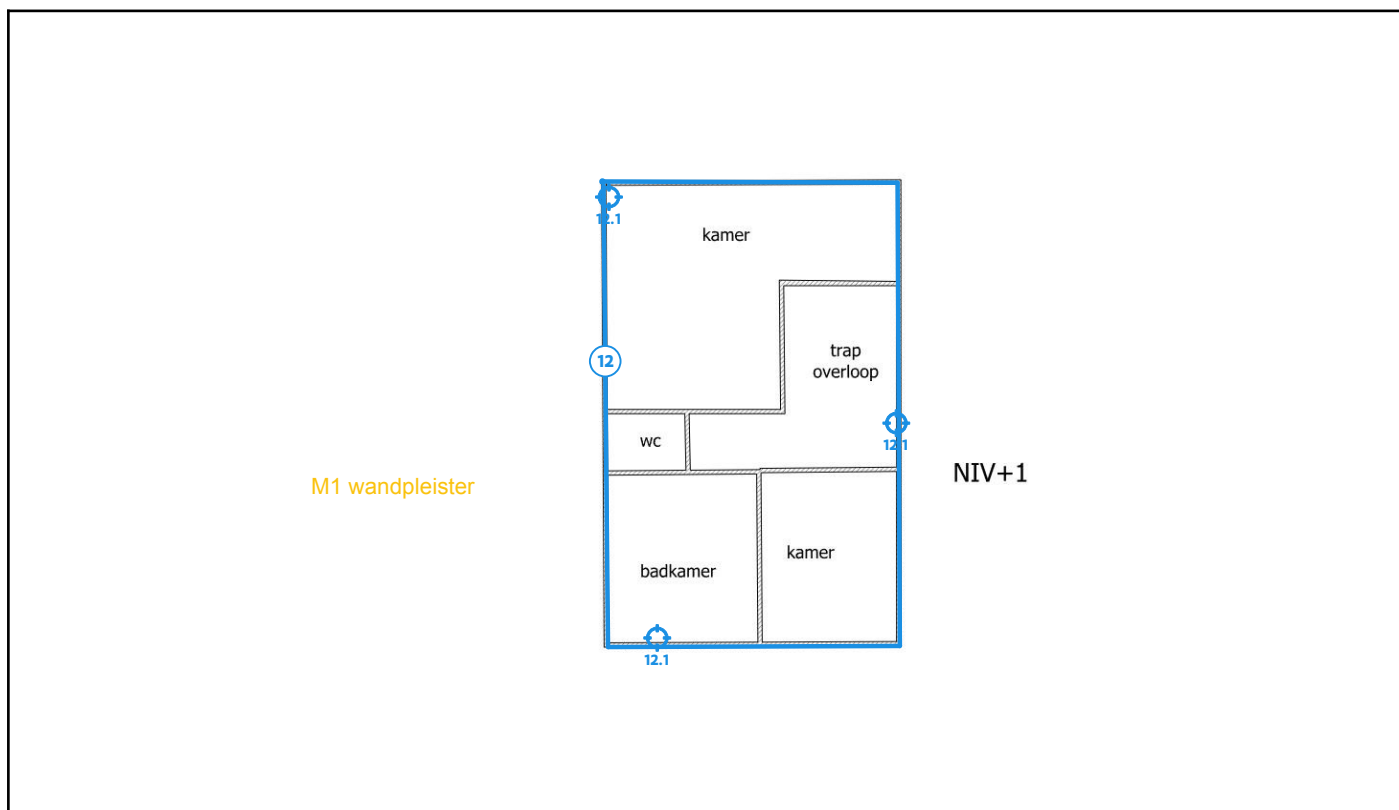 12.1
kamer
trap
overloop
12
12.1
wc
NIV+1
M1 wandpleister
kamer
badkamer
12.1